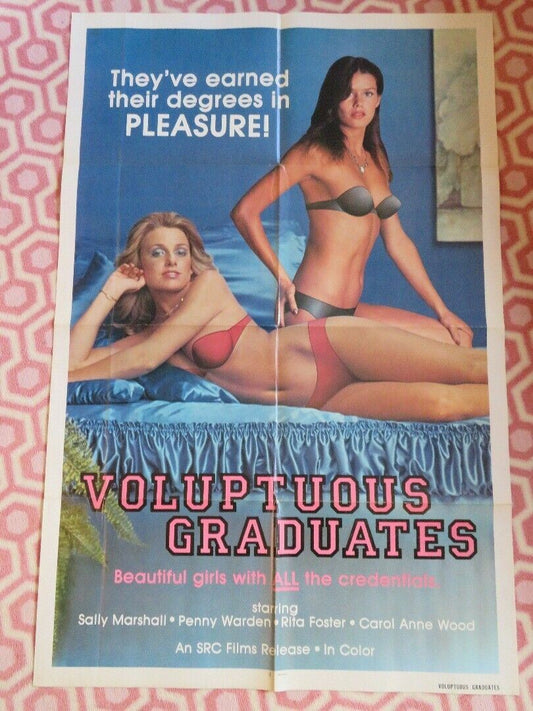 They've earned
their degrees in
PLEASURE!
VOLUPTUOUS
GRADUATES
Beautiful girls with ALL the credentials.
starring
Sally Marshall • Penny Warden • Rita Foster • Carol Anne Wood
An SRC Films Release • In Color
VOLUPTUOUS GRADUATES